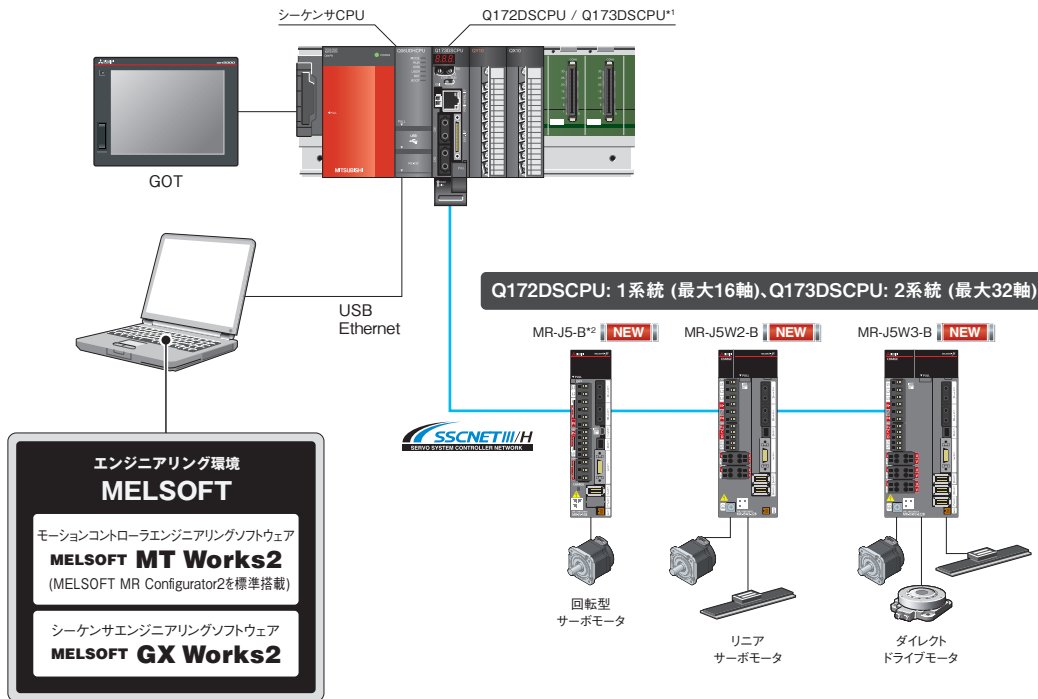 シーケンサCPU
Q172DSCPU / Q173DSCPU*1
GOT
MITSUBISHI
USB
Ethernet
Q172DSCPU: 1系統 (最大16軸)、Q173DSCPU: 2系統 (最大32軸)
MR-J5-B*2 NEW
MR-J5W2-B NEW
MR-J5W3-B NEW
SSCNETIII/H
SERVO SYSTEM CONTROLLER NETWORK
エンジニアリング環境
MELSOFT
モーションコントローラエンジニアリングソフトウェア
MELSOFT MT Works2
(MELSOFT MR Configurator2を標準搭載)
シーケンサエンジニアリングソフトウェア
MELSOFT GX Works2
回転型
サーボモータ
リニア
サーボモータ
ダイレクト
ドライブモータ